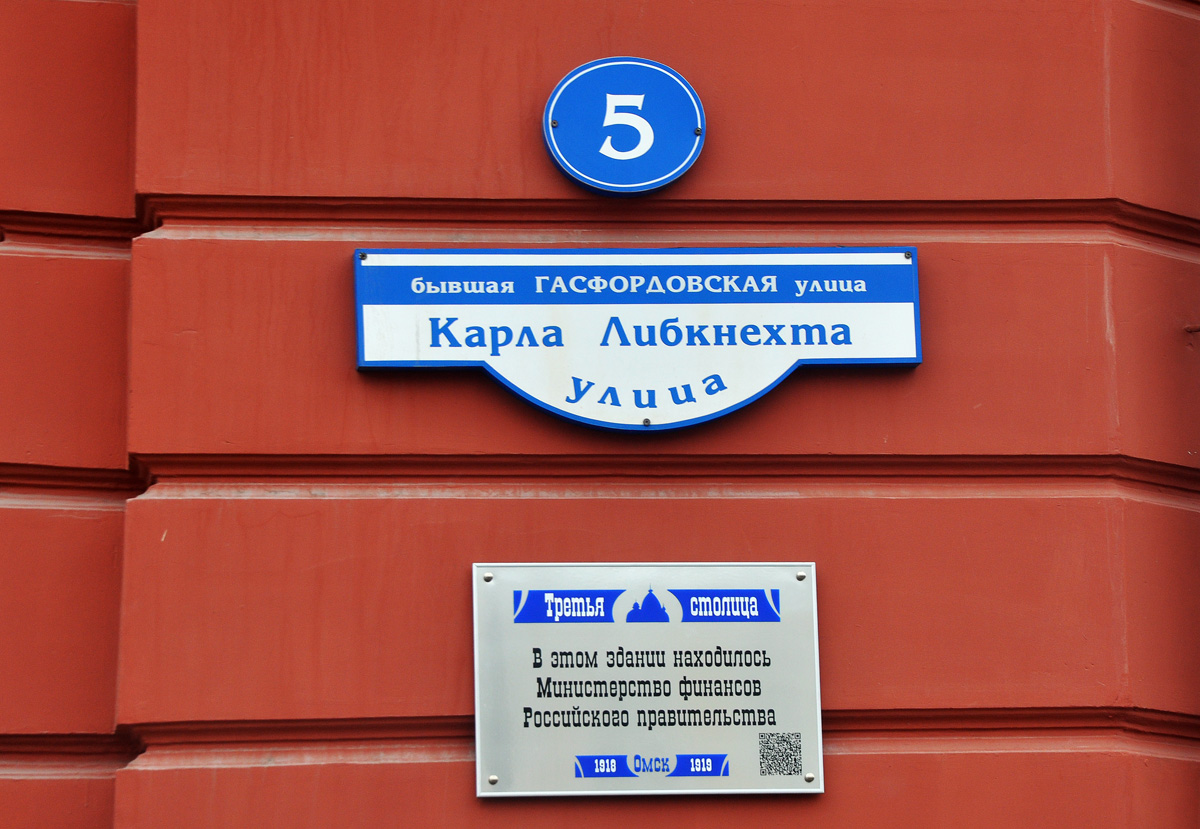 5
бывшая ГАСФОРДОВСКАЯ улица
Карла Либкнехта
улица
Третья столица
В этом здании находилось
Министерство финансов
Российского правительства
1918 Омск 1919